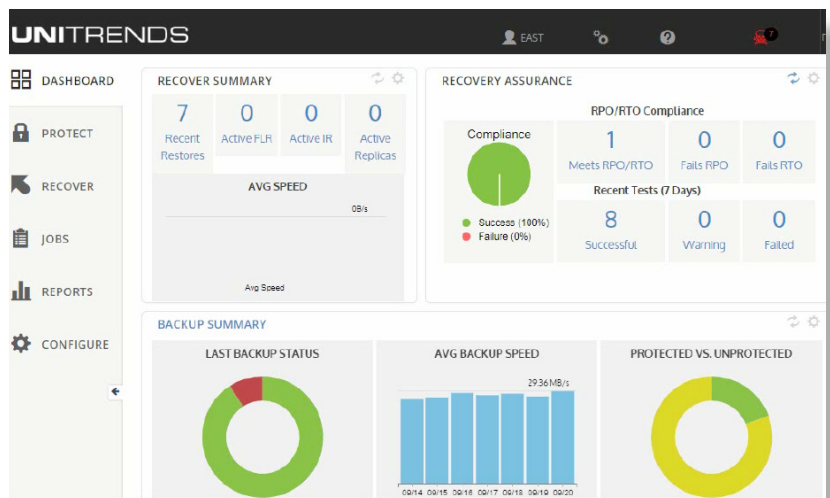 UNITRENDS
EAST
7
DASHBOARD
PROTECT
RECOVER
JOBS
REPORTS
CONFIGURE
RECOVER SUMMARY
7 0 0 0
Recent Restores Active FLR Active IR Active Replicas
AVG SPEED
0B/s
Avg Speed
RECOVERY ASSURANCE
RPO/RTO Compliance
Compliance
Success (100%)
Failure (0%)
1 0 0
Meets RPO/RTO Fails RPO Fails RTO
Recent Tests (7 Days)
8 0 0
Successful Warning Failed
BACKUP SUMMARY
LAST BACKUP STATUS
AVG BACKUP SPEED
29.36 MB/s
09/14 09/15 09/16 09/17 09/18 09/19 09/20
PROTECTED VS. UNPROTECTED